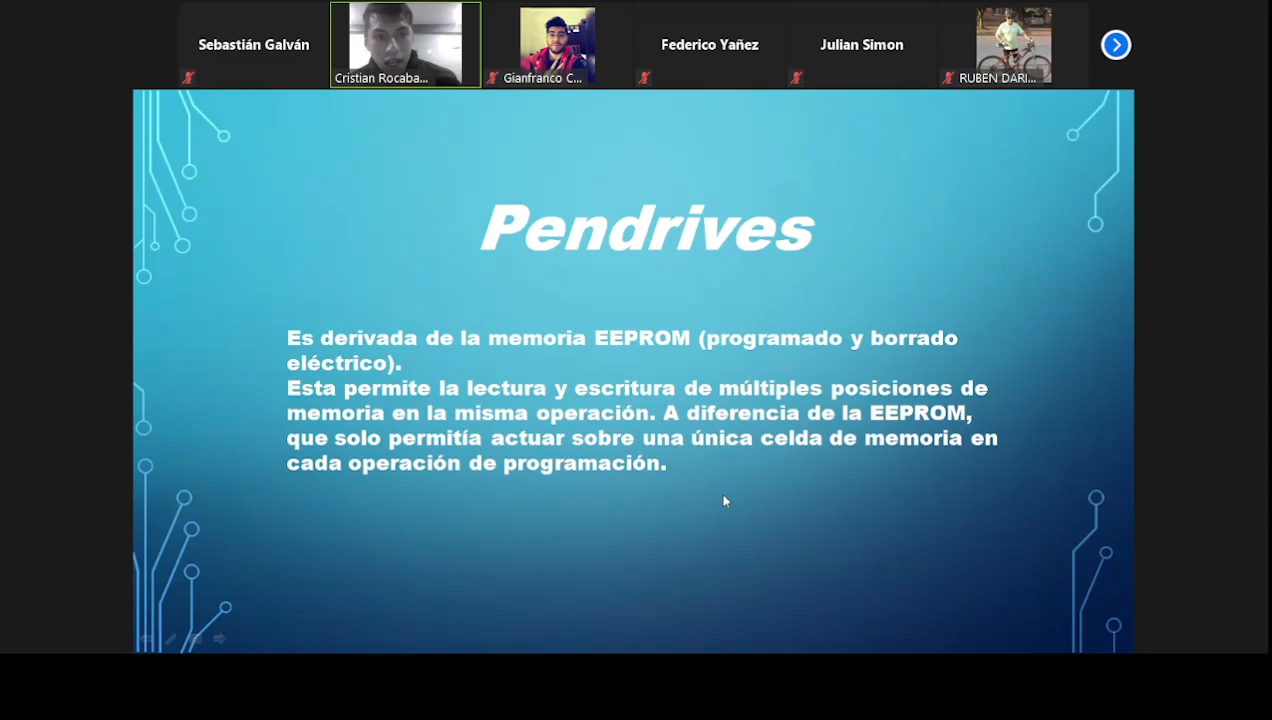 Sebastián Galván
Cristian Rocaba...
Gianfranco C...
Federico Yañez
Julian Simon
RUBEN DARI...
Pendrives
Es derivada de la memoria EEPROM (programado y borrado
eléctrico).
Esta permite la lectura y escritura de múltiples posiciones de
memoria en la misma operación. A diferencia de la EEPROM,
que solo permitía actuar sobre una única celda de memoria en
cada operación de programación.